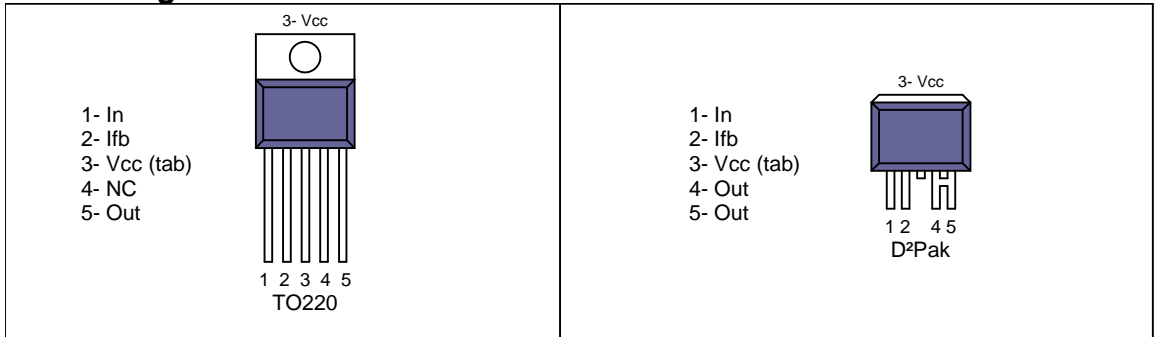 3- Vcc
1- In
2- Ifb
3- Vcc (tab)
4- NC
5- Out
1 2 3 4 5
TO220
3- Vcc
1- In
2- Ifb
3- Vcc (tab)
4- Out
5- Out
1 2 4 5
D²Pak